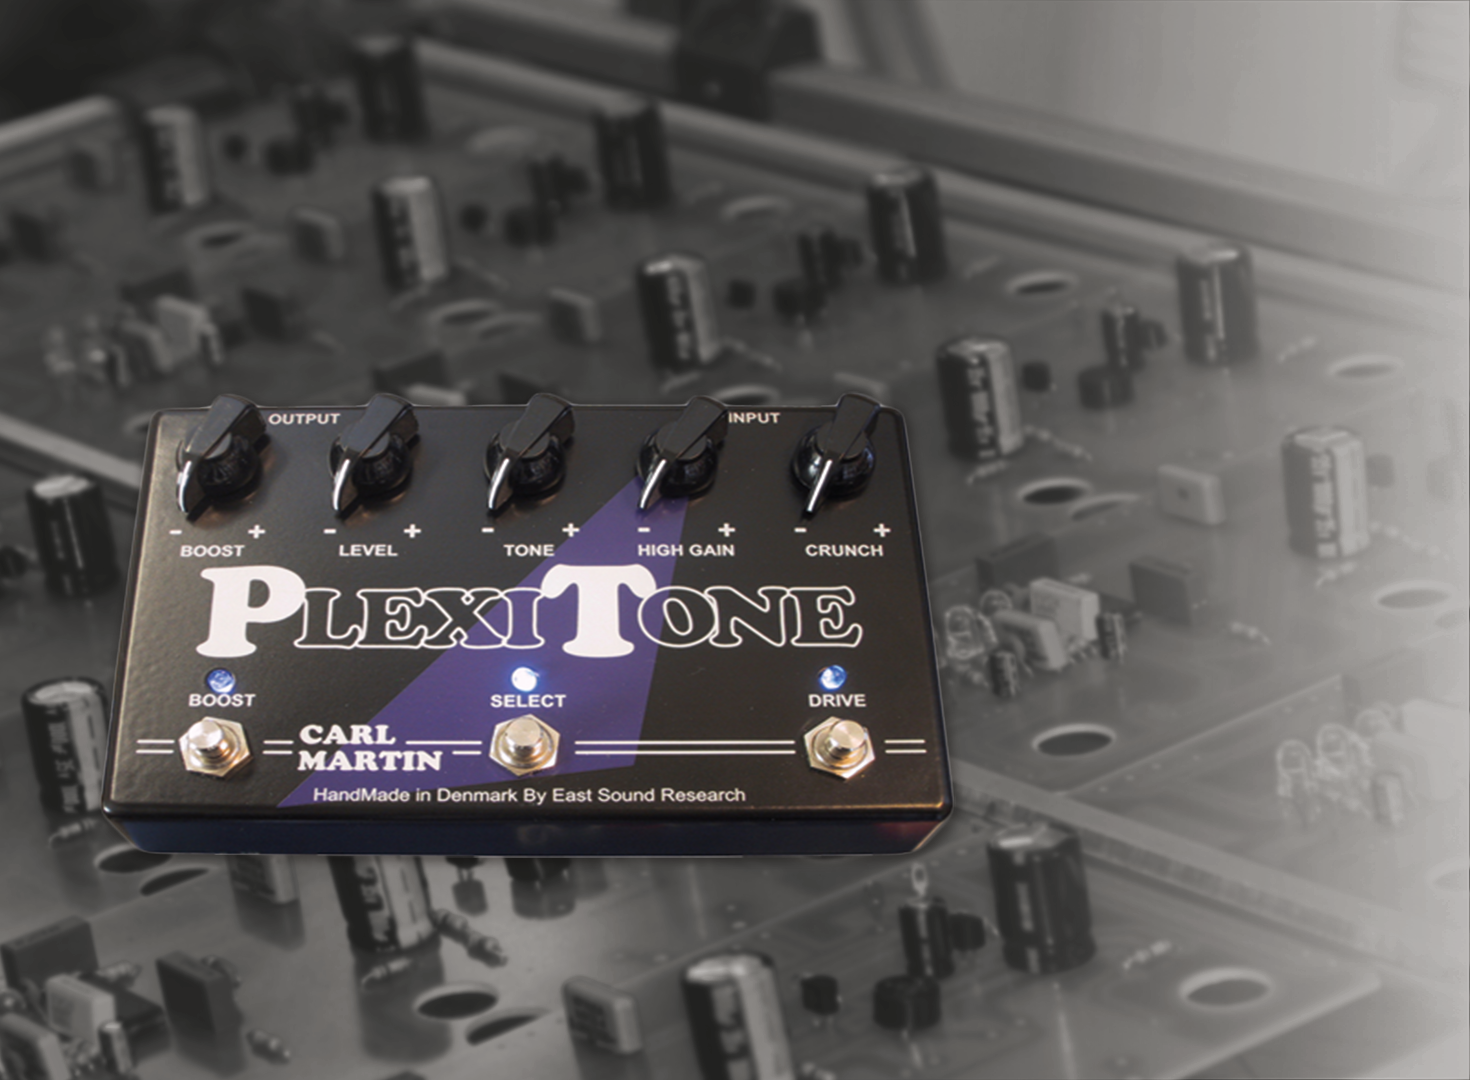 OUTPUT INPUT
- + - + - + - + - +
BOOST LEVEL TONE HIGH GAIN CRUNCH
PLEXITONE
BOOST SELECT DRIVE
CARL
MARTIN
HandMade in Denmark By East Sound Research